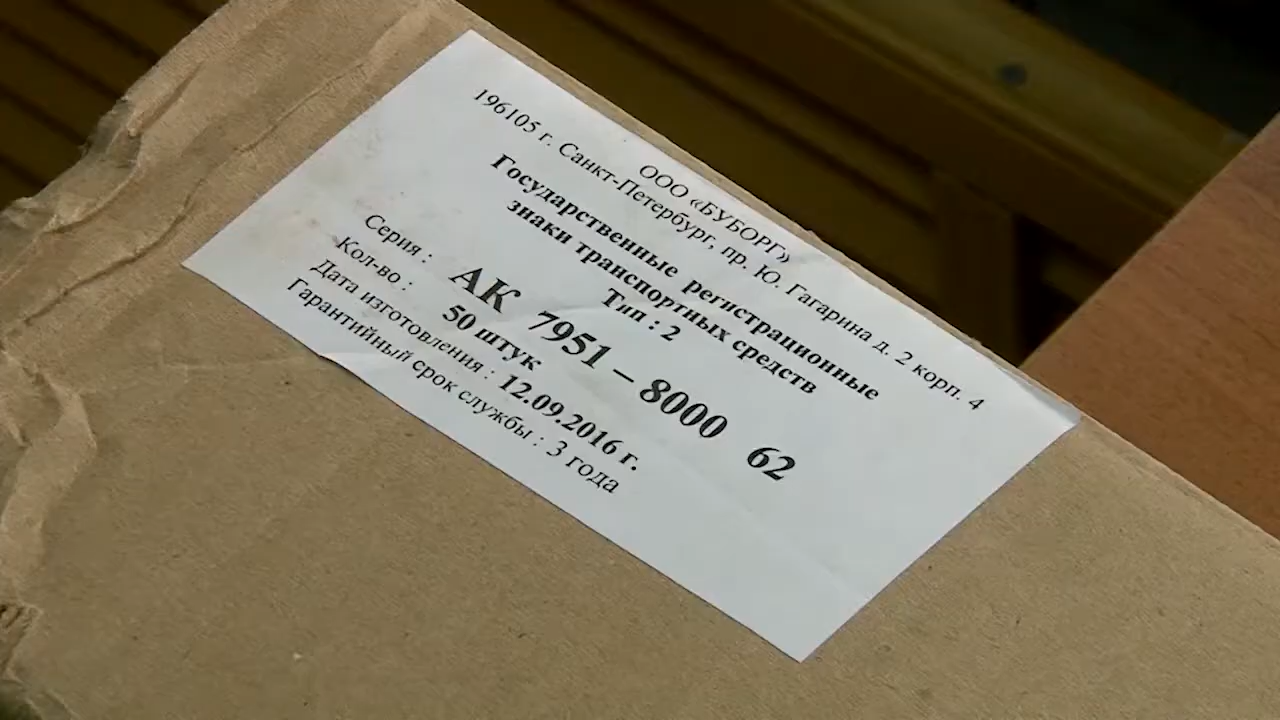 ООО «БУБОРГ»
196105 г. Санкт-Петербург, пр. Ю. Гагарина д. 2 корп. 4
Государственные регистрационные
знаки транспортных средств
Тип : 2
Серия : АК 7951 – 8000 62
Кол-во : 50 штук
Дата изготовления : 12.09.2016 г.
Гарантийный срок службы : 3 года